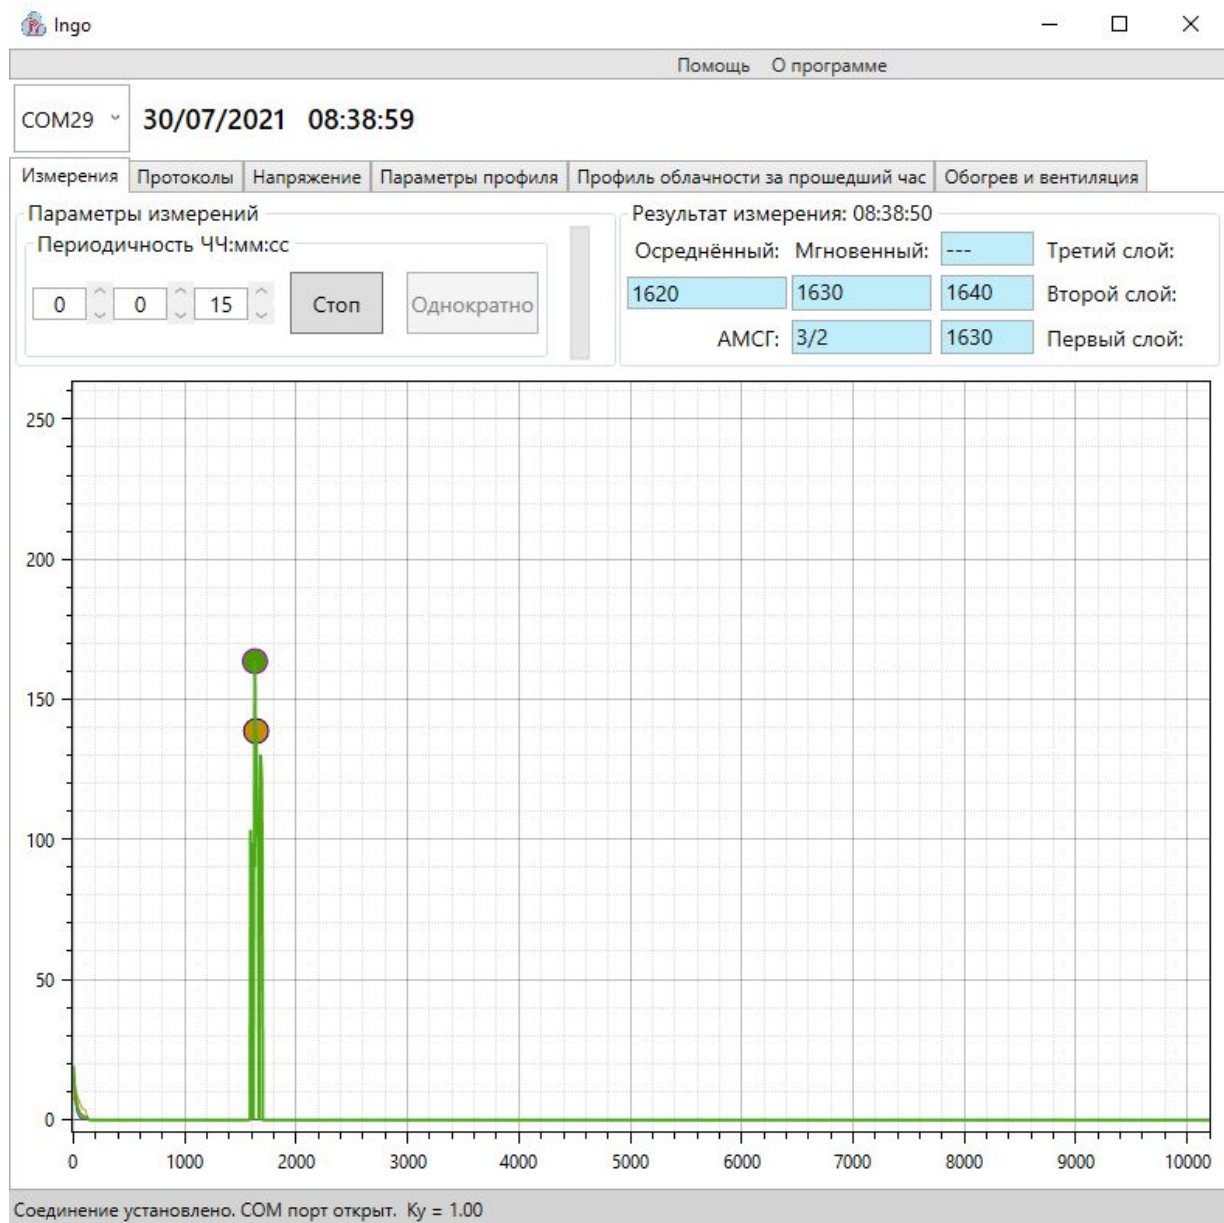 Ingo
Помощь О программе
COM29 30/07/2021 08:38:59
Измерения Протоколы Напряжение Параметры профиля Профиль облачности за прошедший час Обогрев и вентиляция
Параметры измерений
Периодичность ЧЧ:мм:сс
0 0 15 Стоп Однократно
Результат измерения: 08:38:50
Осреднённый: Мгновенный: --- Третий слой:
1620 1630 1640 Второй слой:
АМСГ: 3/2 1630 Первый слой:
250
200
150
100
50
0
0 1000 2000 3000 4000 5000 6000 7000 8000 9000 10000
Соединение установлено. COM порт открыт. Ку = 1.00